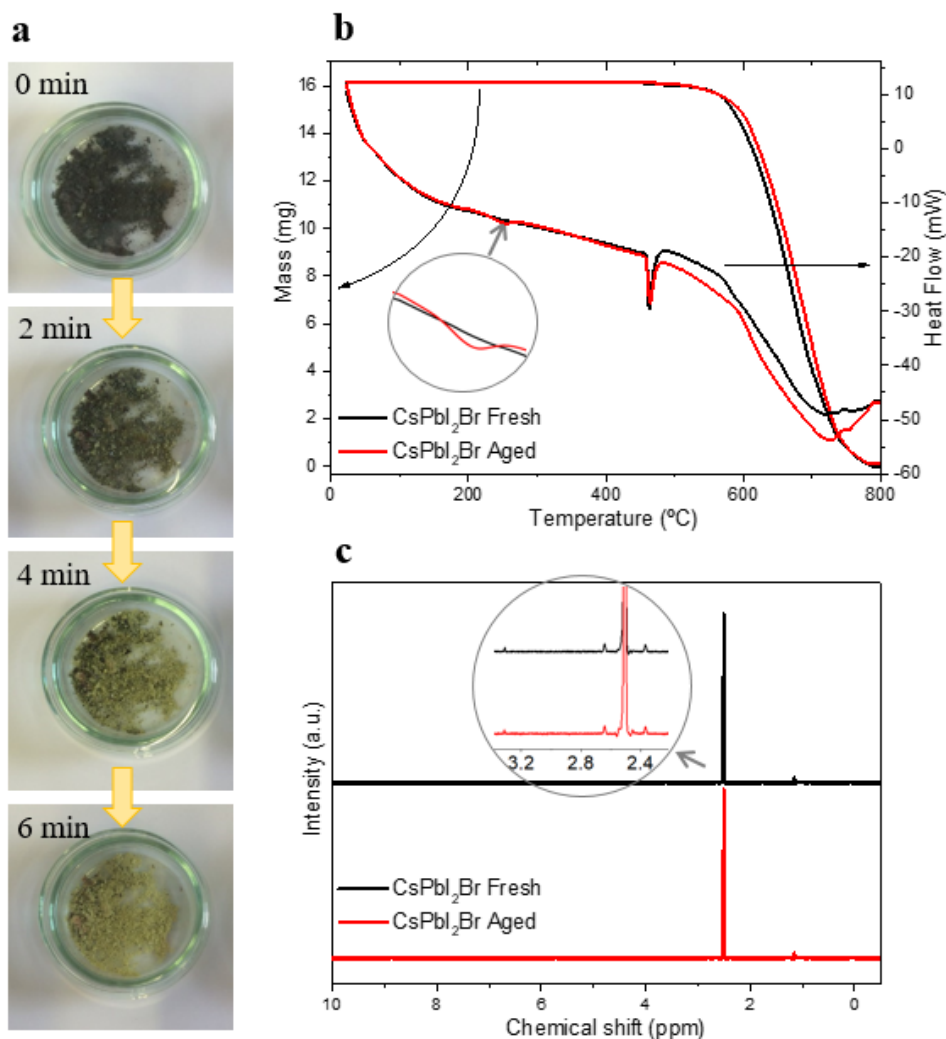 a
0 min
2 min
4 min
6 min
b
16
14
12
10
8
6
4
2
0
Mass (mg)
10
0
-10
-20
-30
-40
-50
-60
Heat Flow (mW)
CsPbI₂Br Fresh
CsPbI₂Br Aged
0 200 400 600 800
Temperature (ºC)
c
3.2 2.8 2.4
Intensity (a.u.)
CsPbI₂Br Fresh
CsPbI₂Br Aged
10 8 6 4 2 0
Chemical shift (ppm)